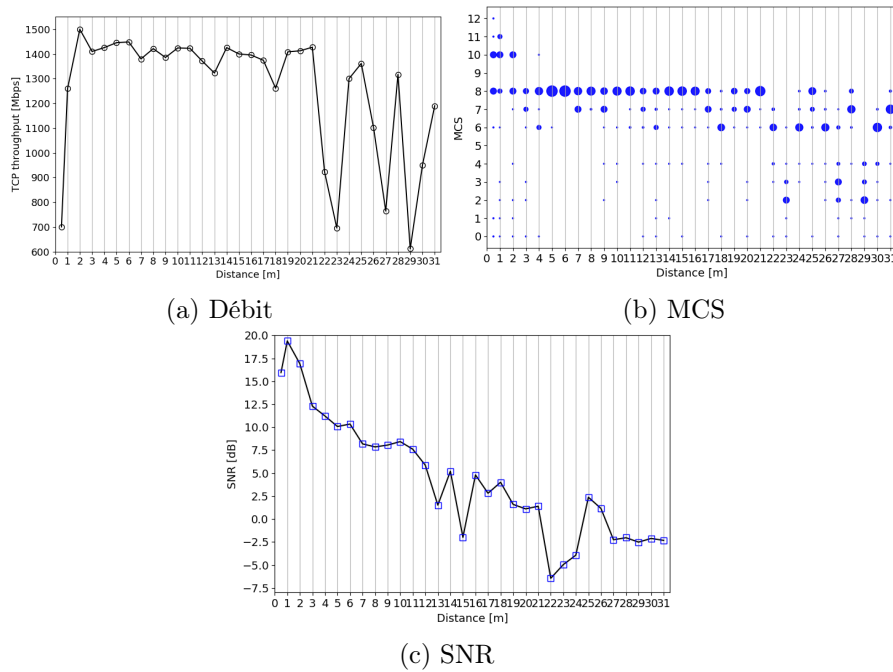 1500
1400
1300
1200
1100
1000
900
800
700
600
TCP throughput [Mbps]
0 1 2 3 4 5 6 7 8 9 10 11 12 13 14 15 16 17 18 19 20 21 22 23 24 25 26 27 28 29 30 31
Distance [m]
(a) Débit
12
11
10
9
8
7
6
5
4
3
2
1
0
MCS
0 1 2 3 4 5 6 7 8 9 10 11 12 13 14 15 16 17 18 19 20 21 22 23 24 25 26 27 28 29 30 31
Distance [m]
(b) MCS
20.0
17.5
15.0
12.5
10.0
7.5
5.0
2.5
0.0
−2.5
−5.0
−7.5
SNR [dB]
0 1 2 3 4 5 6 7 8 9 10 11 12 13 14 15 16 17 18 19 20 21 22 23 24 25 26 27 28 29 30 31
Distance [m]
(c) SNR